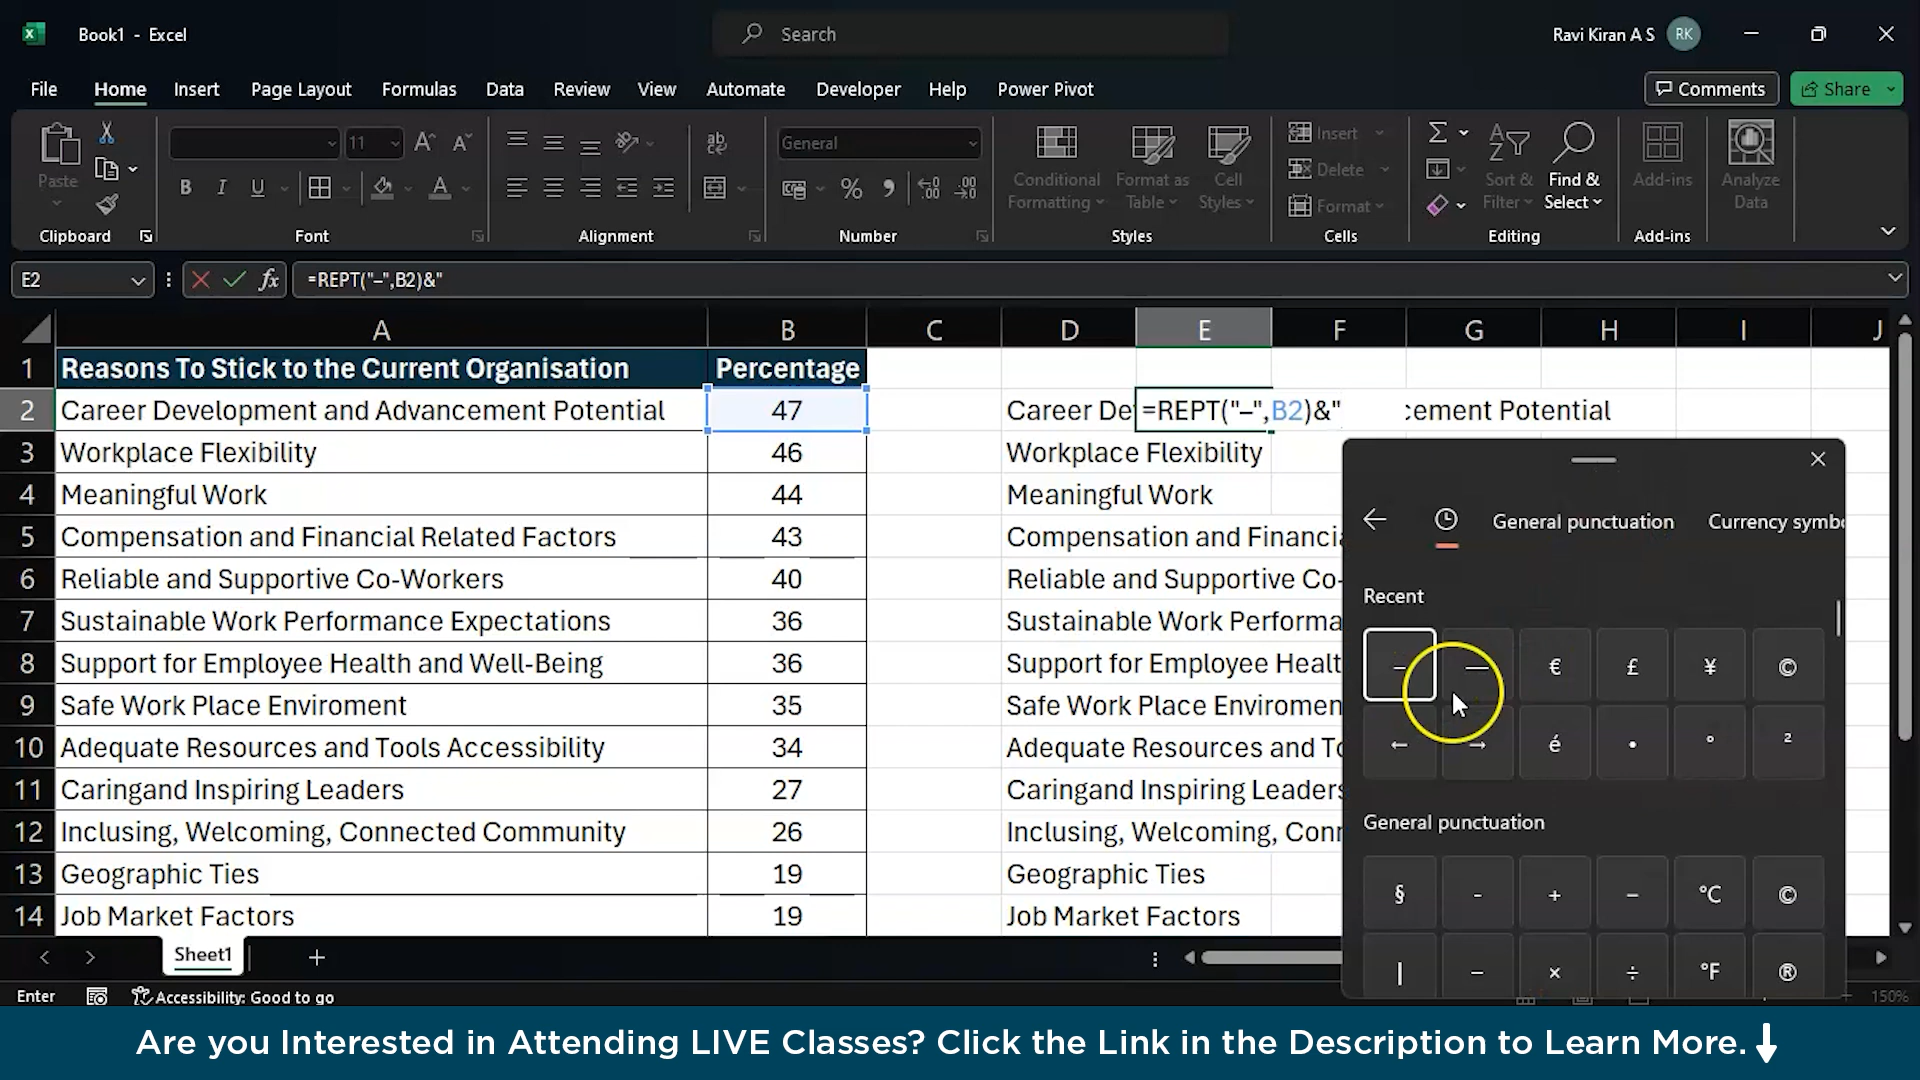 Book1 - Excel
Search
Ravi Kiran A S
RK
File Home Insert Page Layout Formulas Data Review View Automate Developer Help Power Pivot
Comments
Share
Paste
11
General
Conditional Formatting
Format as Table
Cell Styles
Insert
Delete
Format
Sort & Filter
Find & Select
Add-ins
Analyze Data
Clipboard
Font
Alignment
Number
Styles
Cells
Editing
Add-ins
E2
=REPT("–",B2)&"
A B C D E F G H I J
1 Reasons To Stick to the Current Organisation Percentage
2 Career Development and Advancement Potential 47 Career De =REPT("–",B2)&" cement Potential
3 Workplace Flexibility 46 Workplace Flexibility
4 Meaningful Work 44 Meaningful Work
5 Compensation and Financial Related Factors 43 Compensation and Financi
6 Reliable and Supportive Co-Workers 40 Reliable and Supportive Co-
7 Sustainable Work Performance Expectations 36 Sustainable Work Performa
8 Support for Employee Health and Well-Being 36 Support for Employee Healt
9 Safe Work Place Enviroment 35 Safe Work Place Enviromen
10 Adequate Resources and Tools Accessibility 34 Adequate Resources and To
11 Caringand Inspiring Leaders 27 Caringand Inspiring Leaders
12 Inclusing, Welcoming, Connected Community 26 Inclusing, Welcoming, Conn
13 Geographic Ties 19 Geographic Ties
14 Job Market Factors 19 Job Market Factors
General punctuation Currency symbo
Recent
– — € £ ¥ ©
← → é • ° ²
General punctuation
§ - + − °C ©
| – × ÷ °F ®
Sheet1
Enter
Accessibility: Good to go
150%
Are you Interested in Attending LIVE Classes? Click the Link in the Description to Learn More.